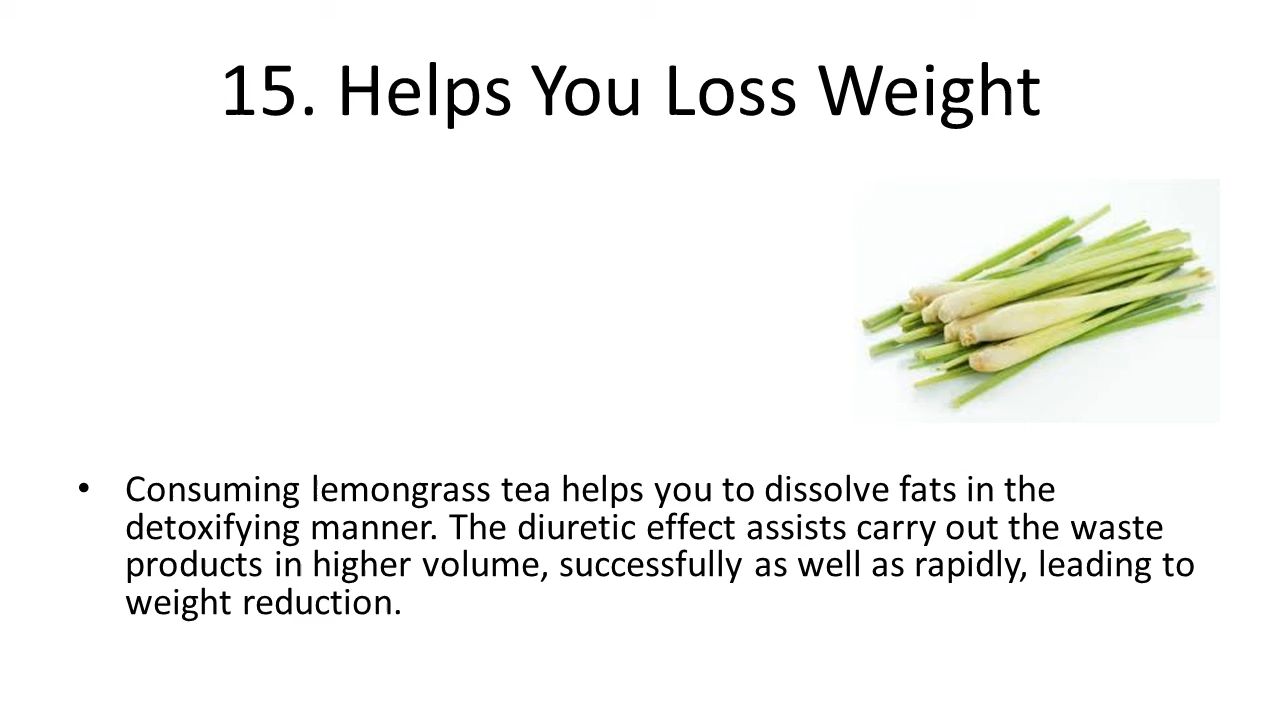 15. Helps You Loss Weight
• Consuming lemongrass tea helps you to dissolve fats in the
detoxifying manner. The diuretic effect assists carry out the waste
products in higher volume, successfully as well as rapidly, leading to
weight reduction.